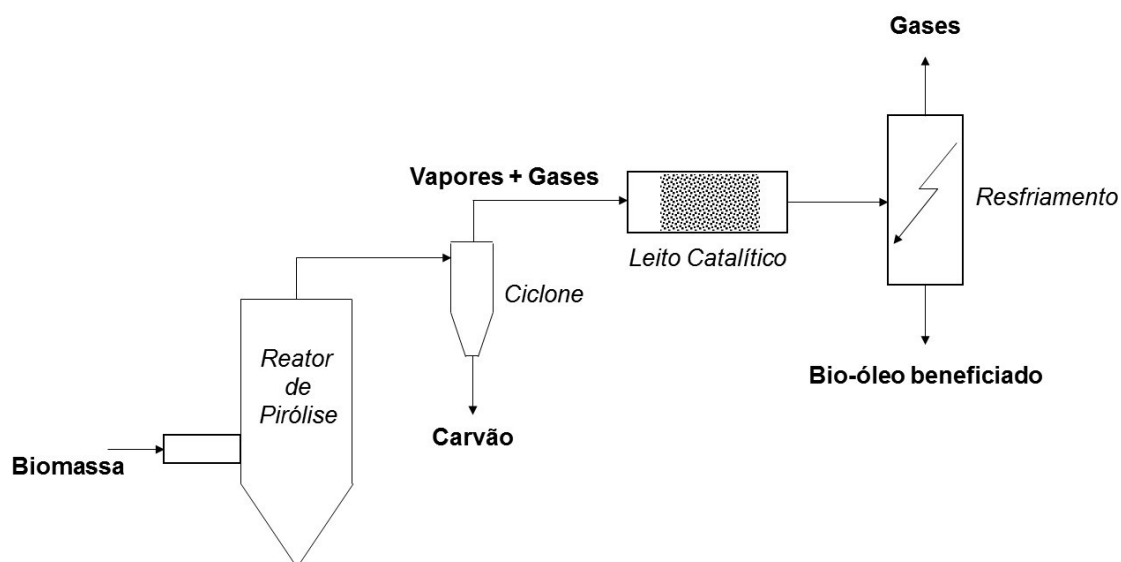 Gases
Vapores + Gases
Resfriamento
Leito Catalítico
Ciclone
Reator
de
Pirólise
Bio-óleo beneficiado
Carvão
Biomassa